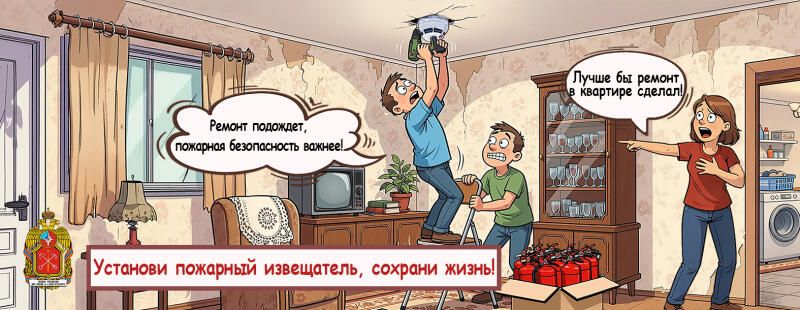 Ремонт подождет,
пожарная безопасность важнее!
Лучше бы ремонт
в квартире сделал!
Установи пожарный извещатель, сохрани жизнь!